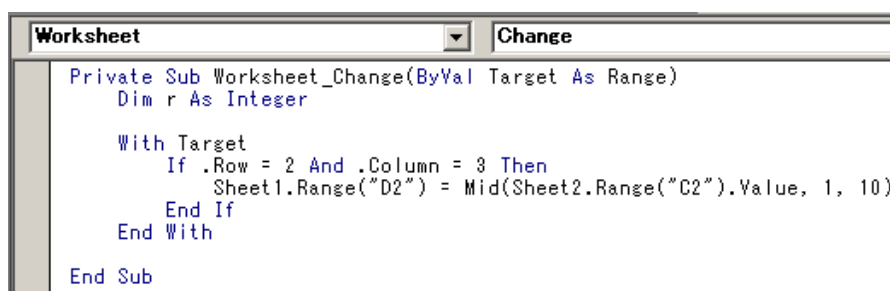 Worksheet
Change
Private Sub Worksheet_Change(ByVal Target As Range)
Dim r As Integer
With Target
If .Row = 2 And .Column = 3 Then
Sheet1.Range("D2") = Mid(Sheet2.Range("C2").Value, 1, 10)
End If
End With
End Sub